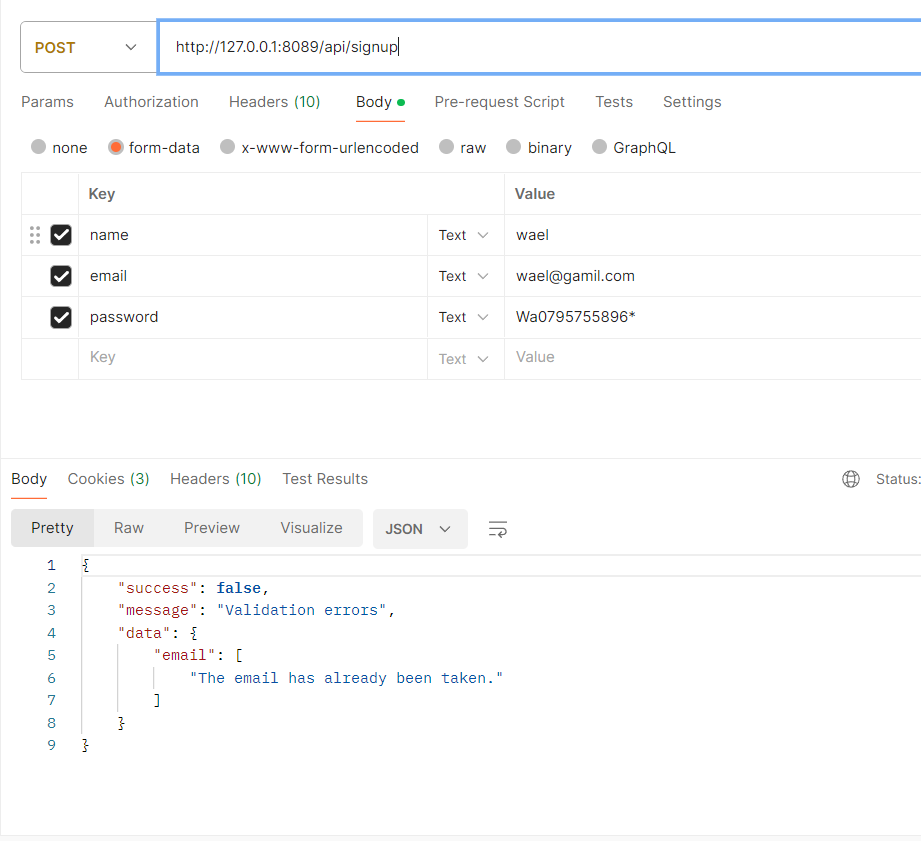 POST http://127.0.0.1:8089/api/signup
Params Authorization Headers (10) Body Pre-request Script Tests Settings
none form-data x-www-form-urlencoded raw binary GraphQL
Key Value
name Text wael
email Text wael@gamil.com
password Text Wa0795755896*
Key Text Value
Body Cookies (3) Headers (10) Test Results Status:
Pretty Raw Preview Visualize JSON
1 {
2 "success": false,
3 "message": "Validation errors",
4 "data": {
5 "email": [
6 "The email has already been taken."
7 ]
8 }
9 }